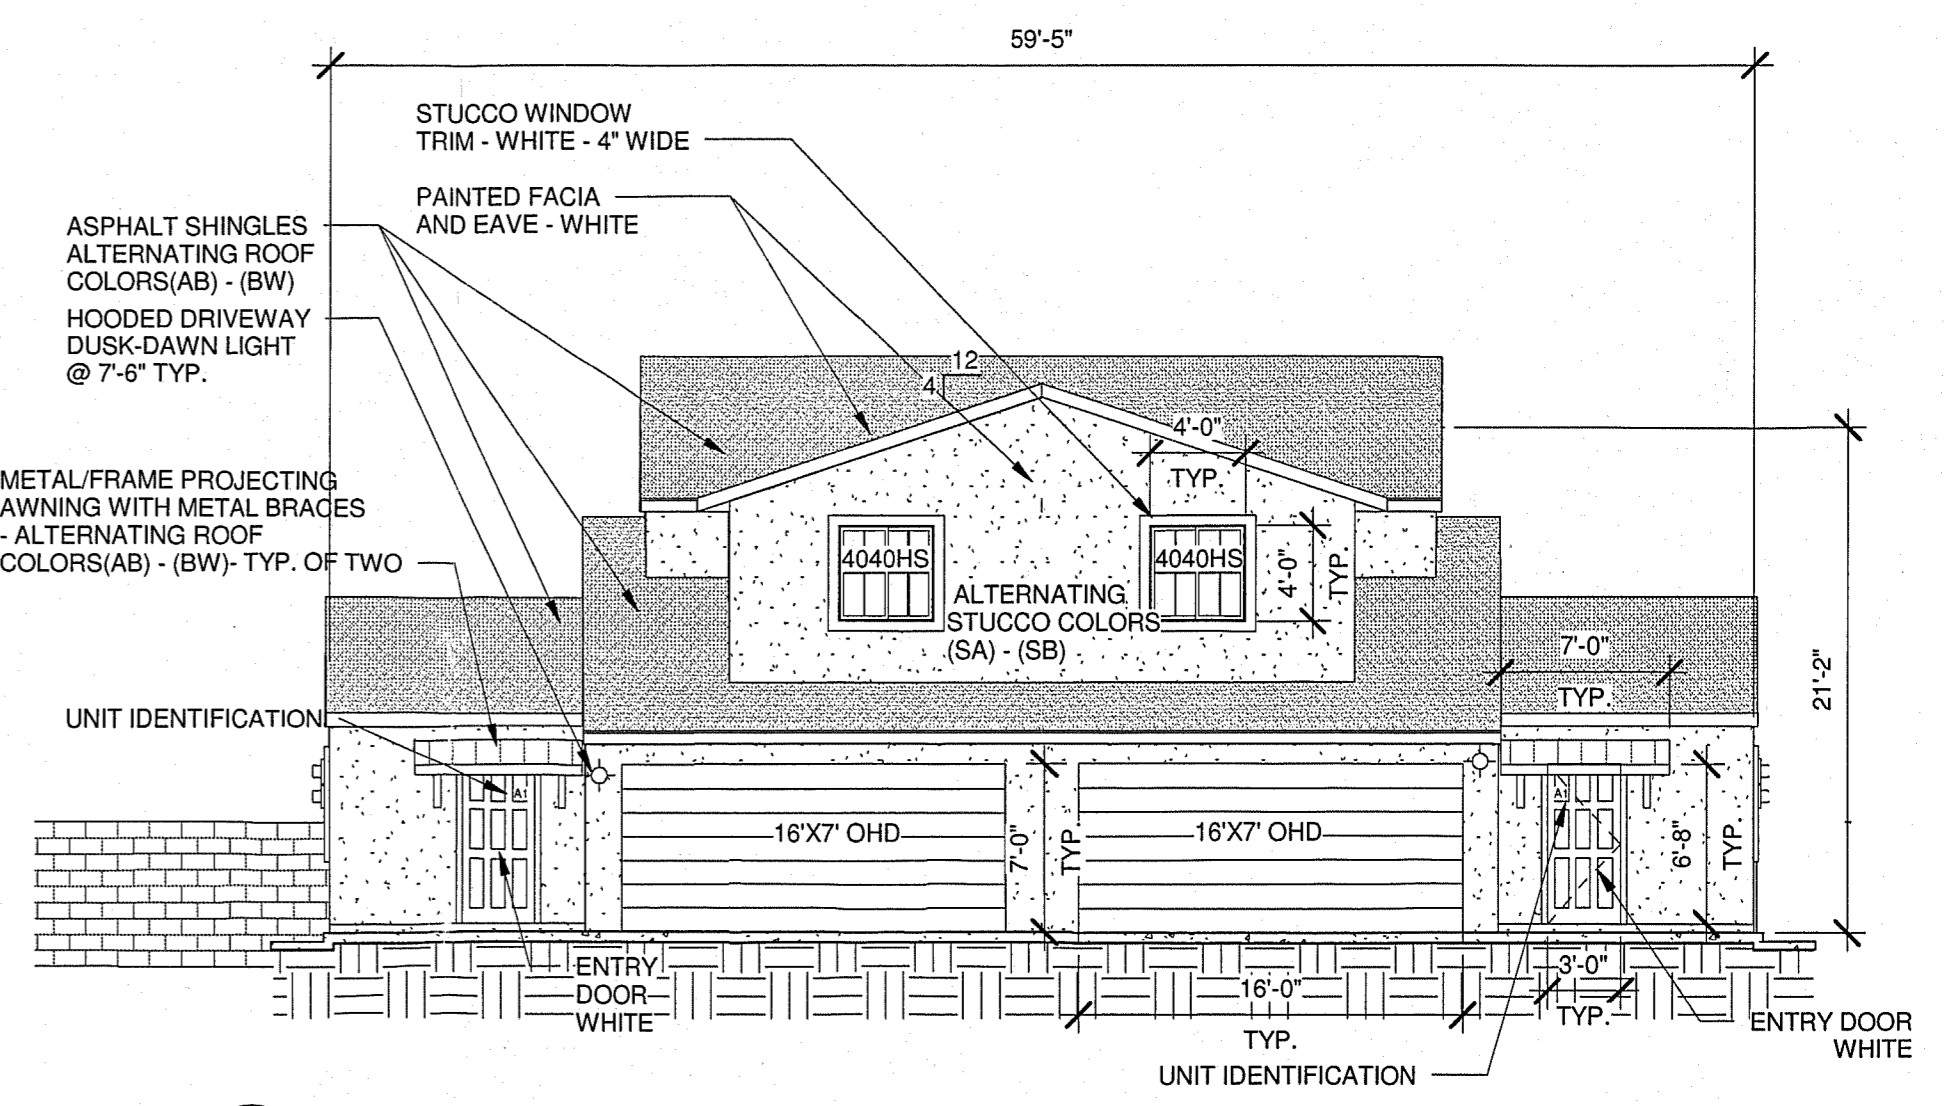 59'-5"
STUCCO WINDOW
TRIM - WHITE - 4" WIDE
PAINTED FACIA
AND EAVE - WHITE
ASPHALT SHINGLES
ALTERNATING ROOF
COLORS(AB) - (BW)
HOODED DRIVEWAY
DUSK-DAWN LIGHT
@ 7'-6" TYP.
12
4
4'-0"
TYP.
METAL/FRAME PROJECTING
AWNING WITH METAL BRACES
- ALTERNATING ROOF
COLORS(AB) - (BW)- TYP. OF TWO
4040HS
4040HS
4'-0"
TYP.
ALTERNATING
STUCCO COLORS
(SA) - (SB)
7'-0"
TYP.
21'-2"
UNIT IDENTIFICATION
A1
A1
16'X7' OHD
7'-0"
TYP.
16'X7' OHD
6'-8"
TYP.
ENTRY
DOOR
WHITE
16'-0"
TYP.
3'-0"
TYP.
ENTRY DOOR
WHITE
UNIT IDENTIFICATION